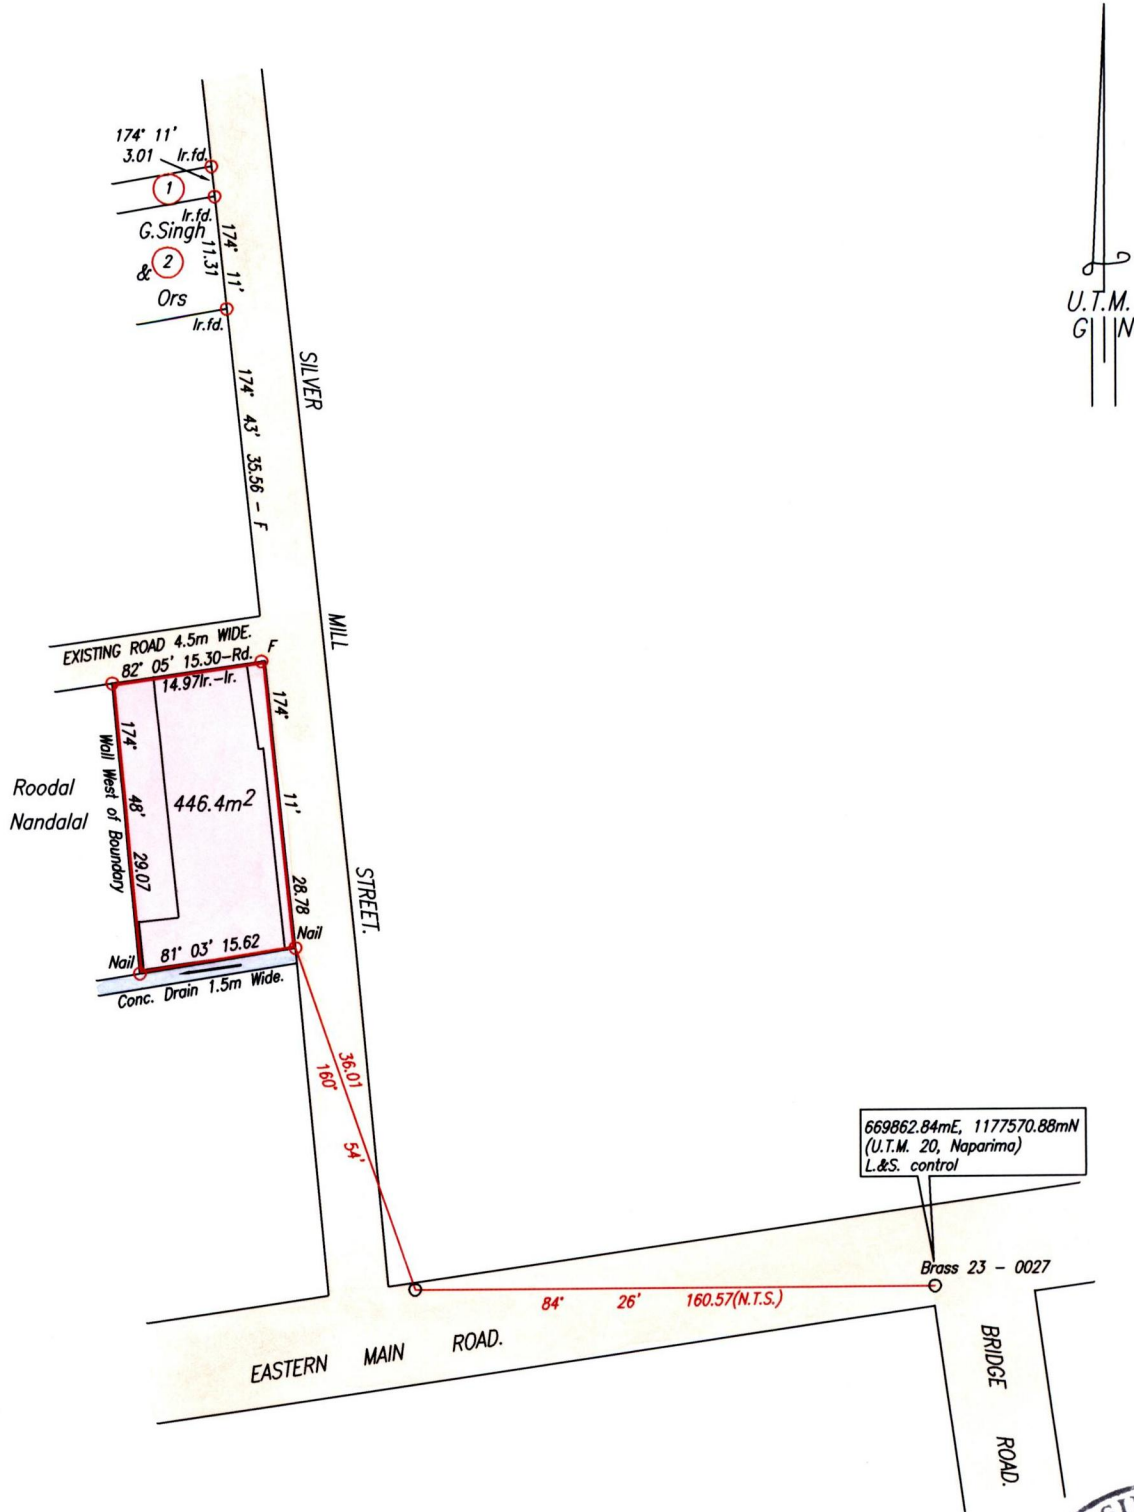 174° 11'
3.01
Ir.fd.
1
Ir.fd.
G.Singh
& 2
Ors
Ir.fd.
174° 11'
11.31
U.T.M.
G N
SILVER
MILL
STREET.
174° 43' 35.56 - F
EXISTING ROAD 4.5m WIDE.
F
82° 05' 15.30-Rd.
14.97Ir.-Ir.
174° 11' 28.78
174° 48' 29.07
Wall West of Boundary
Roodal
Nandalal
446.4m2
Nail
81° 03' 15.62
Nail
Conc. Drain 1.5m Wide.
36.01
160° 54'
669862.84mE, 1177570.88mN
(U.T.M. 20, Naparima)
L.&S. control
Brass 23 - 0027
84° 26' 160.57(N.T.S.)
EASTERN MAIN ROAD.
BRIDGE ROAD.